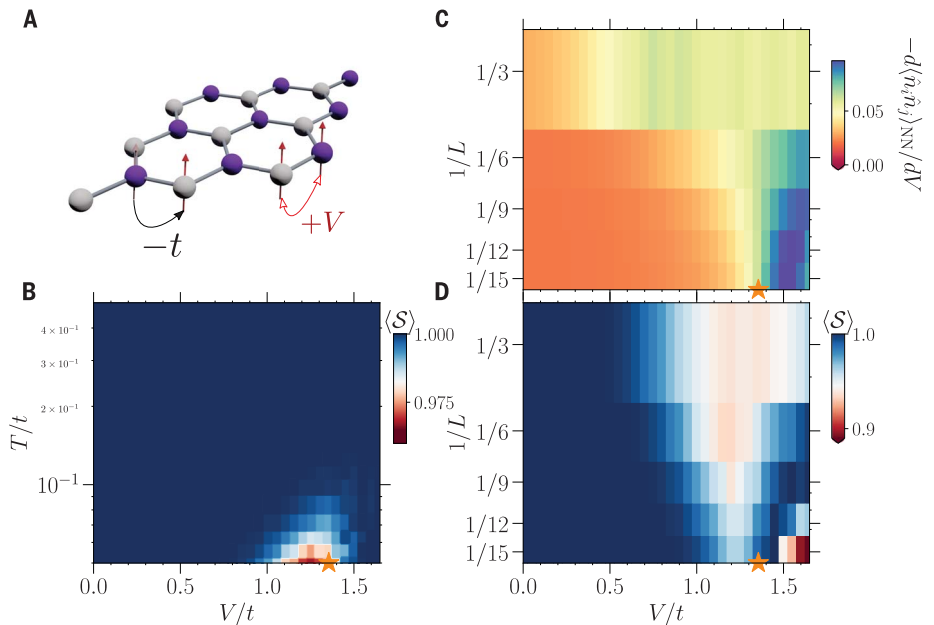 A
−t
+V
B
T/t
4 × 10⁻¹
3 × 10⁻¹
2 × 10⁻¹
10⁻¹
⟨S⟩
1.000
0.975
0.0
0.5
1.0
1.5
V/t
C
1/L
1/3
1/6
1/9
1/12
1/15
0.05
0.00
−d⟨n̂ᵢn̂ⱼ⟩NN/dV
D
1/L
1/3
1/6
1/9
1/12
1/15
⟨S⟩
1.0
0.9
0.0
0.5
1.0
1.5
V/t